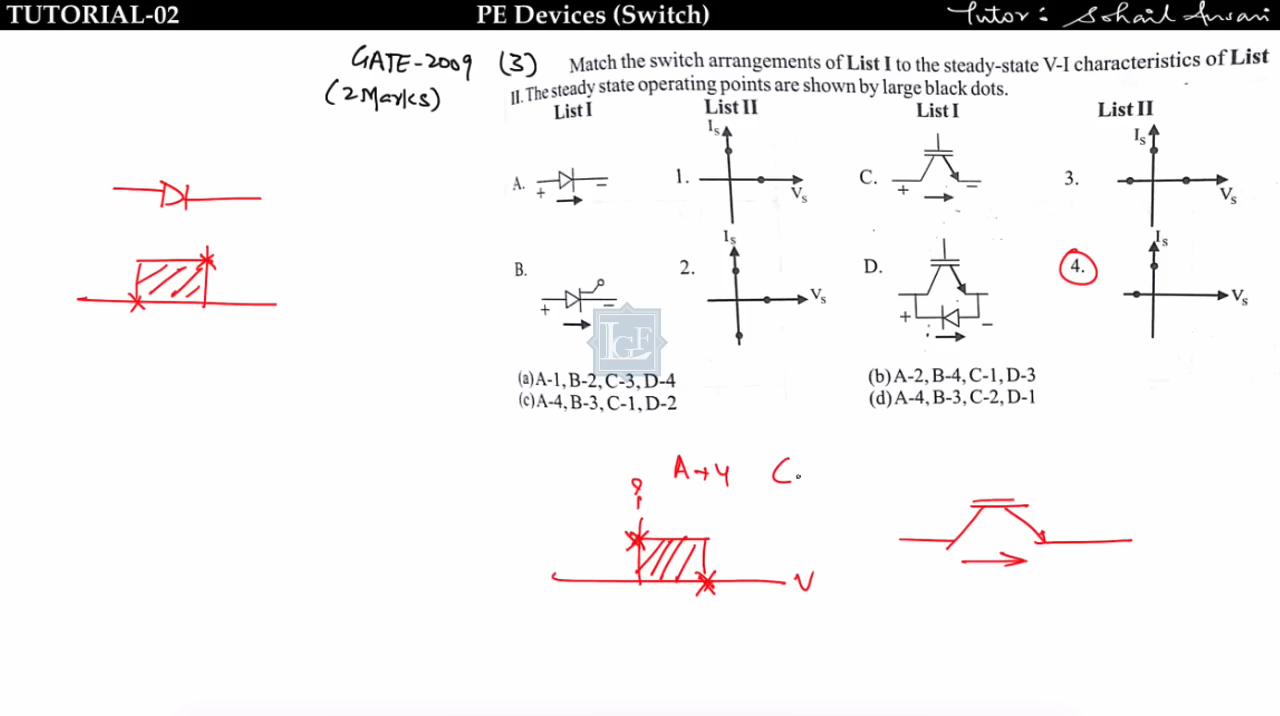 TUTORIAL-02 PE Devices (Switch) Tutor: Sohail Ansari
GATE-2009 (3) Match the switch arrangements of List I to the steady-state V-I characteristics of List
(2 Marks) II. The steady state operating points are shown by large black dots.
List I List II List I List II
A. + − 1. Is Vs C. + − 3. Is Vs
B. + − 2. Is Vs D. + − 4. Is Vs
LGF
(a) A-1, B-2, C-3, D-4 (b) A-2, B-4, C-1, D-3
(c) A-4, B-3, C-1, D-2 (d) A-4, B-3, C-2, D-1
A→4 C
V